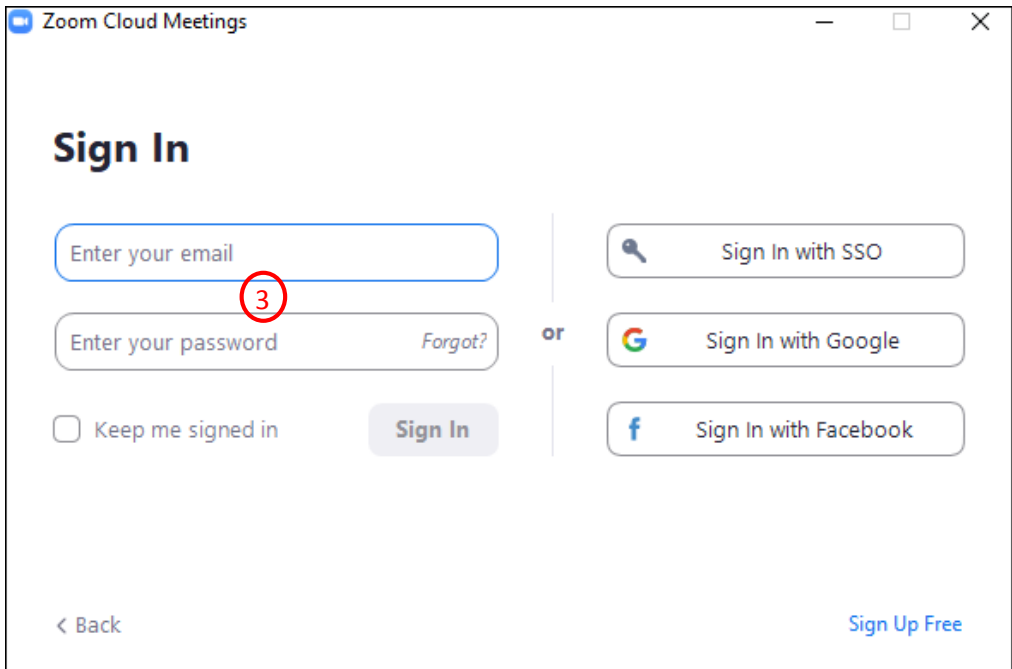 Zoom Cloud Meetings
Sign In
Enter your email
3
Enter your password
Forgot?
Keep me signed in
Sign In
or
Sign In with SSO
Sign In with Google
Sign In with Facebook
< Back
Sign Up Free